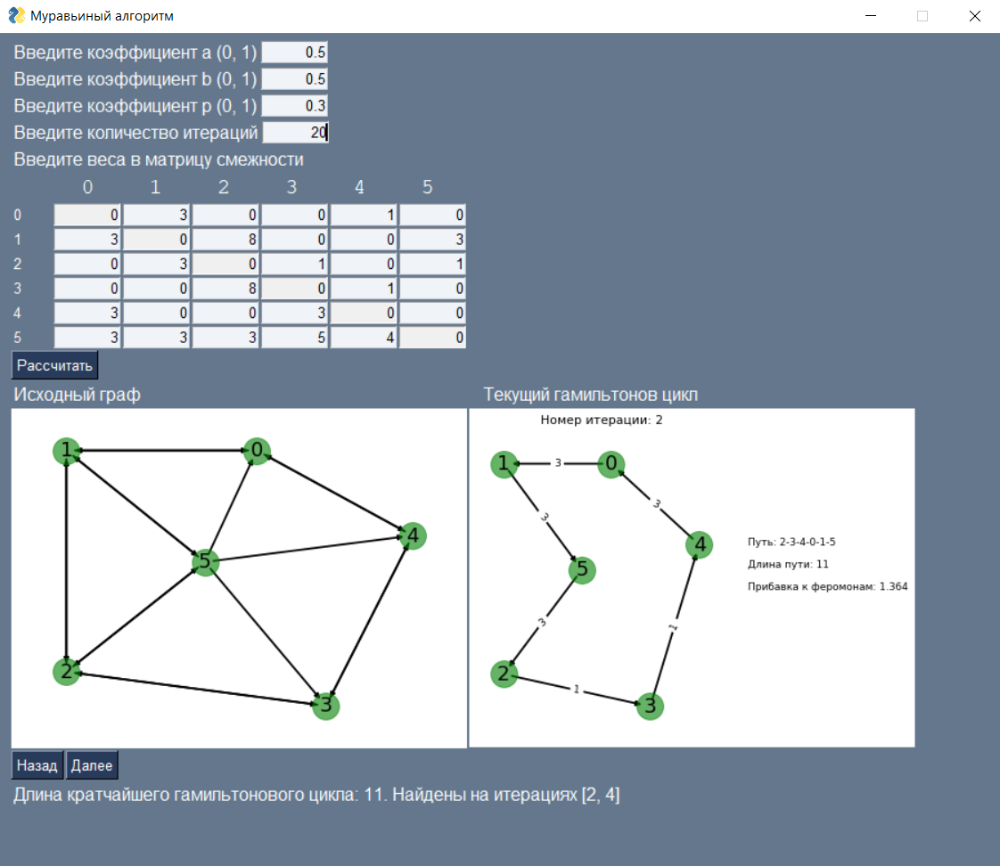 Муравьиный алгоритм
Введите коэффициент a (0, 1) 0.5
Введите коэффициент b (0, 1) 0.5
Введите коэффициент p (0, 1) 0.3
Введите количество итераций 20
Введите веса в матрицу смежности
0 1 2 3 4 5
0 0 3 0 0 1 0
1 3 0 8 0 0 3
2 0 3 0 1 0 1
3 0 0 8 0 1 0
4 3 0 0 3 0 0
5 3 3 3 5 4 0
Рассчитать
Исходный граф
1 0
4
5
2
3
Текущий гамильтонов цикл
Номер итерации: 2
1 3 0
3 3
4
5
3 1
2 1 3
Путь: 2-3-4-0-1-5
Длина пути: 11
Прибавка к феромонам: 1.364
Назад Далее
Длина кратчайшего гамильтонового цикла: 11. Найдены на итерациях [2, 4]